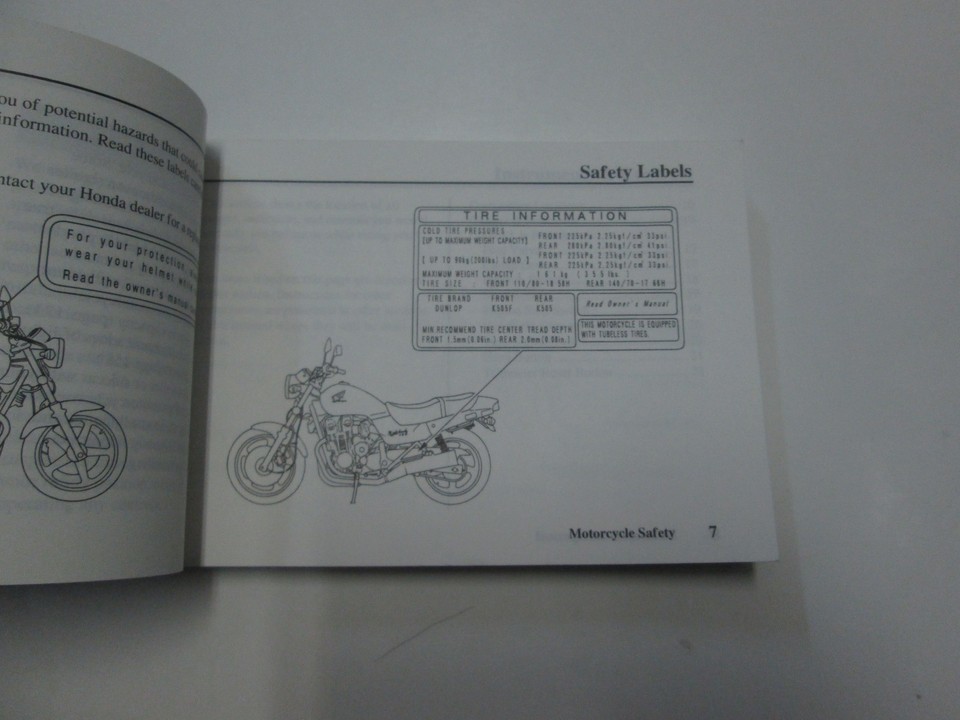 ou of potential hazards that could
information. Read these labels
ntact your Honda dealer for a
For your protection
wear your helmet while
Read the owner's manual
Safety Labels
TIRE INFORMATION
COLD TIRE PRESSURES
[UP TO MAXIMUM WEIGHT CAPACITY] FRONT 225kPa 2.25kgf/cm² 33psi
REAR 280kPa 2.80kgf/cm² 41psi
[UP TO 90kg(200lbs) LOAD] FRONT 225kPa 2.25kgf/cm² 33psi
REAR 225kPa 2.25kgf/cm² 33psi
MAXIMUM WEIGHT CAPACITY : 161kg (355lbs.)
TIRE SIZE : FRONT 110/80-18 58H REAR 140/70-17 66H
TIRE BRAND FRONT REAR
DUNLOP K505F K505
MIN.RECOMMEND TIRE CENTER TREAD DEPTH
FRONT 1.5mm(0.06in.) REAR 2.0mm(0.08in.)
Read Owner's Manual
THIS MOTORCYCLE IS EQUIPPED
WITH TUBELESS TIRES.
Motorcycle Safety 7